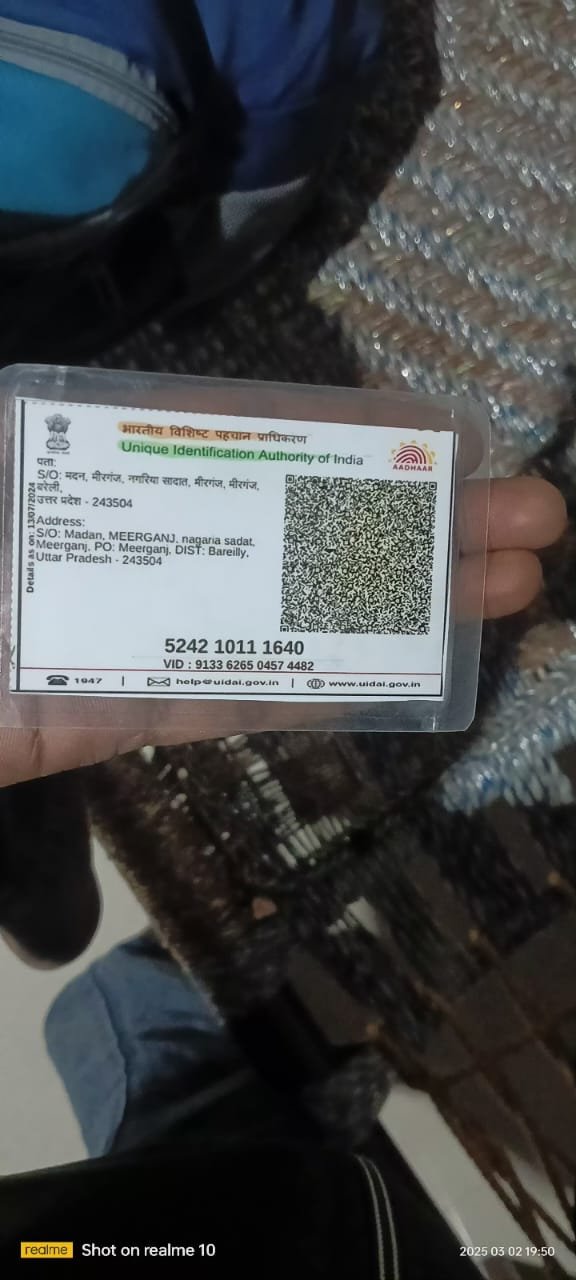 भारतीय विशिष्ट पहचान प्राधिकरण
Unique Identification Authority of India
AADHAAR
पता:
S/O: मदन, मीरगंज, नगरिया सादात, मीरगंज, मीरगंज,
बरेली,
उत्तर प्रदेश - 243504
Address:
S/O: Madan, MEERGANJ, nagaria sadat,
Meerganj, PO: Meerganj, DIST: Bareilly,
Uttar Pradesh - 243504
Details as on: 13/07/2024
5242 1011 1640
VID : 9133 6265 0457 4482
1947 | help@uidai.gov.in | www.uidai.gov.in
realme Shot on realme 10
2025 03 02 19:50